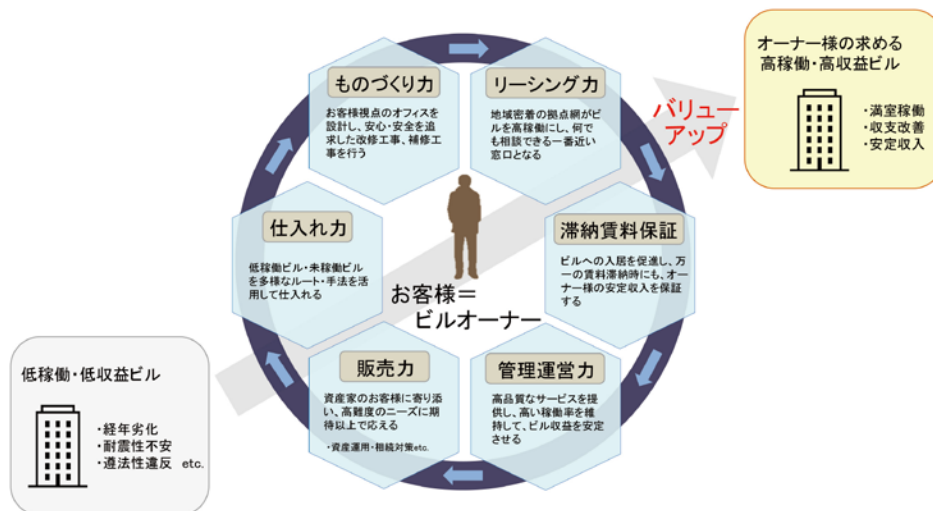 オーナー様の求める
高稼働・高収益ビル
・満室稼働
・収支改善
・安定収入
バリュー
アップ
ものづくり力
お客様視点のオフィスを
設計し、安心・安全を追
求した改修工事、補修工
事を行う
リーシング力
地域密着の拠点網がビ
ルを高稼働にし、何で
も相談できる一番近い
窓口となる
仕入れ力
低稼働ビル・未稼働ビル
を多様なルート・手法を活
用して仕入れる
滞納賃料保証
ビルへの入居を促進し、万
一の賃料滞納時にも、オー
ナー様の安定収入を保証
する
お客様＝
ビルオーナー
販売力
資産家のお客様に寄り添
い、高難度のニーズに期
待以上で応える
・資産運用・相続対策etc.
管理運営力
高品質なサービスを提
供し、高い稼働率を維
持して、ビル収益を安定
させる
低稼働・低収益ビル
・経年劣化
・耐震性不安
・遵法性違反 etc.